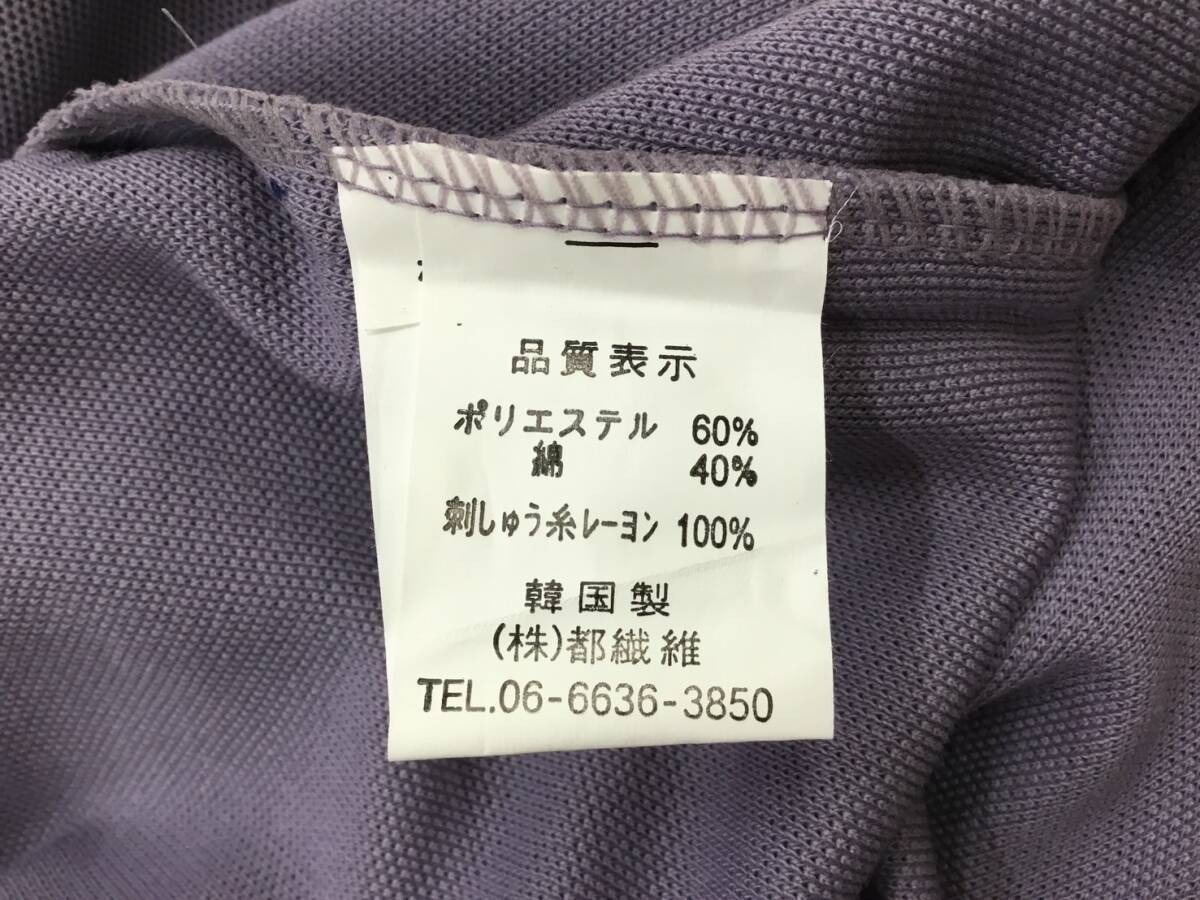 品質表示
ポリエステル 60%
綿 40%
刺しゅう糸レーヨン 100%
韓国製
(株)都繊維
TEL.06-6636-3850